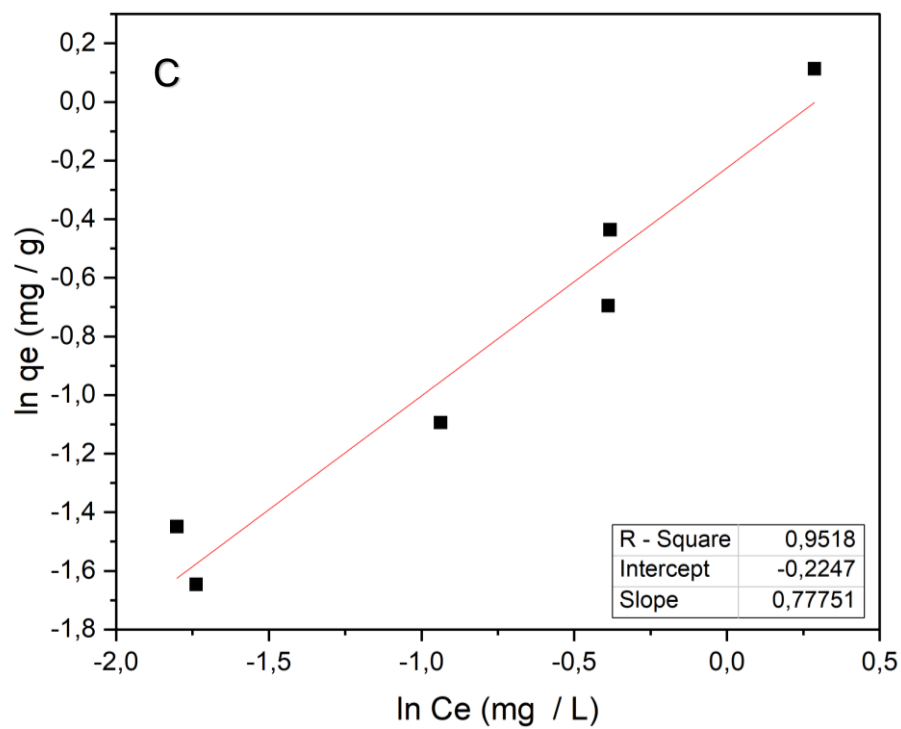 C
0,2
0,0
-0,2
-0,4
-0,6
-0,8
-1,0
-1,2
-1,4
-1,6
-1,8
ln qe (mg / g)
R - Square 0,9518
Intercept -0,2247
Slope 0,77751
-2,0 -1,5 -1,0 -0,5 0,0 0,5
ln Ce (mg / L)